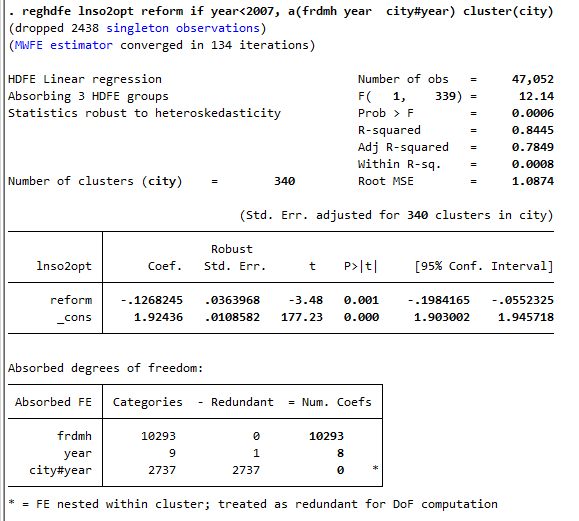 . reghdfe lnso2opt reform if year<2007, a(frdmh year  city#year) cluster(city)
(dropped 2438 singleton observations)
(MWFE estimator converged in 134 iterations)
HDFE Linear regression Number of obs = 47,052
Absorbing 3 HDFE groups F( 1, 339) = 12.14
Statistics robust to heteroskedasticity Prob > F = 0.0006
R-squared = 0.8445
Adj R-squared = 0.7849
Within R-sq. = 0.0008
Number of clusters (city) = 340 Root MSE = 1.0874
(Std. Err. adjusted for 340 clusters in city)
Robust
lnso2opt Coef. Std. Err. t P>|t| [95% Conf. Interval]
reform -.1268245 .0363968 -3.48 0.001 -.1984165 -.0552325
_cons 1.92436 .0108582 177.23 0.000 1.903002 1.945718
Absorbed degrees of freedom:
Absorbed FE Categories - Redundant = Num. Coefs
frdmh 10293 0 10293
year 9 1 8
city#year 2737 2737 0 *
* = FE nested within cluster; treated as redundant for DoF computation